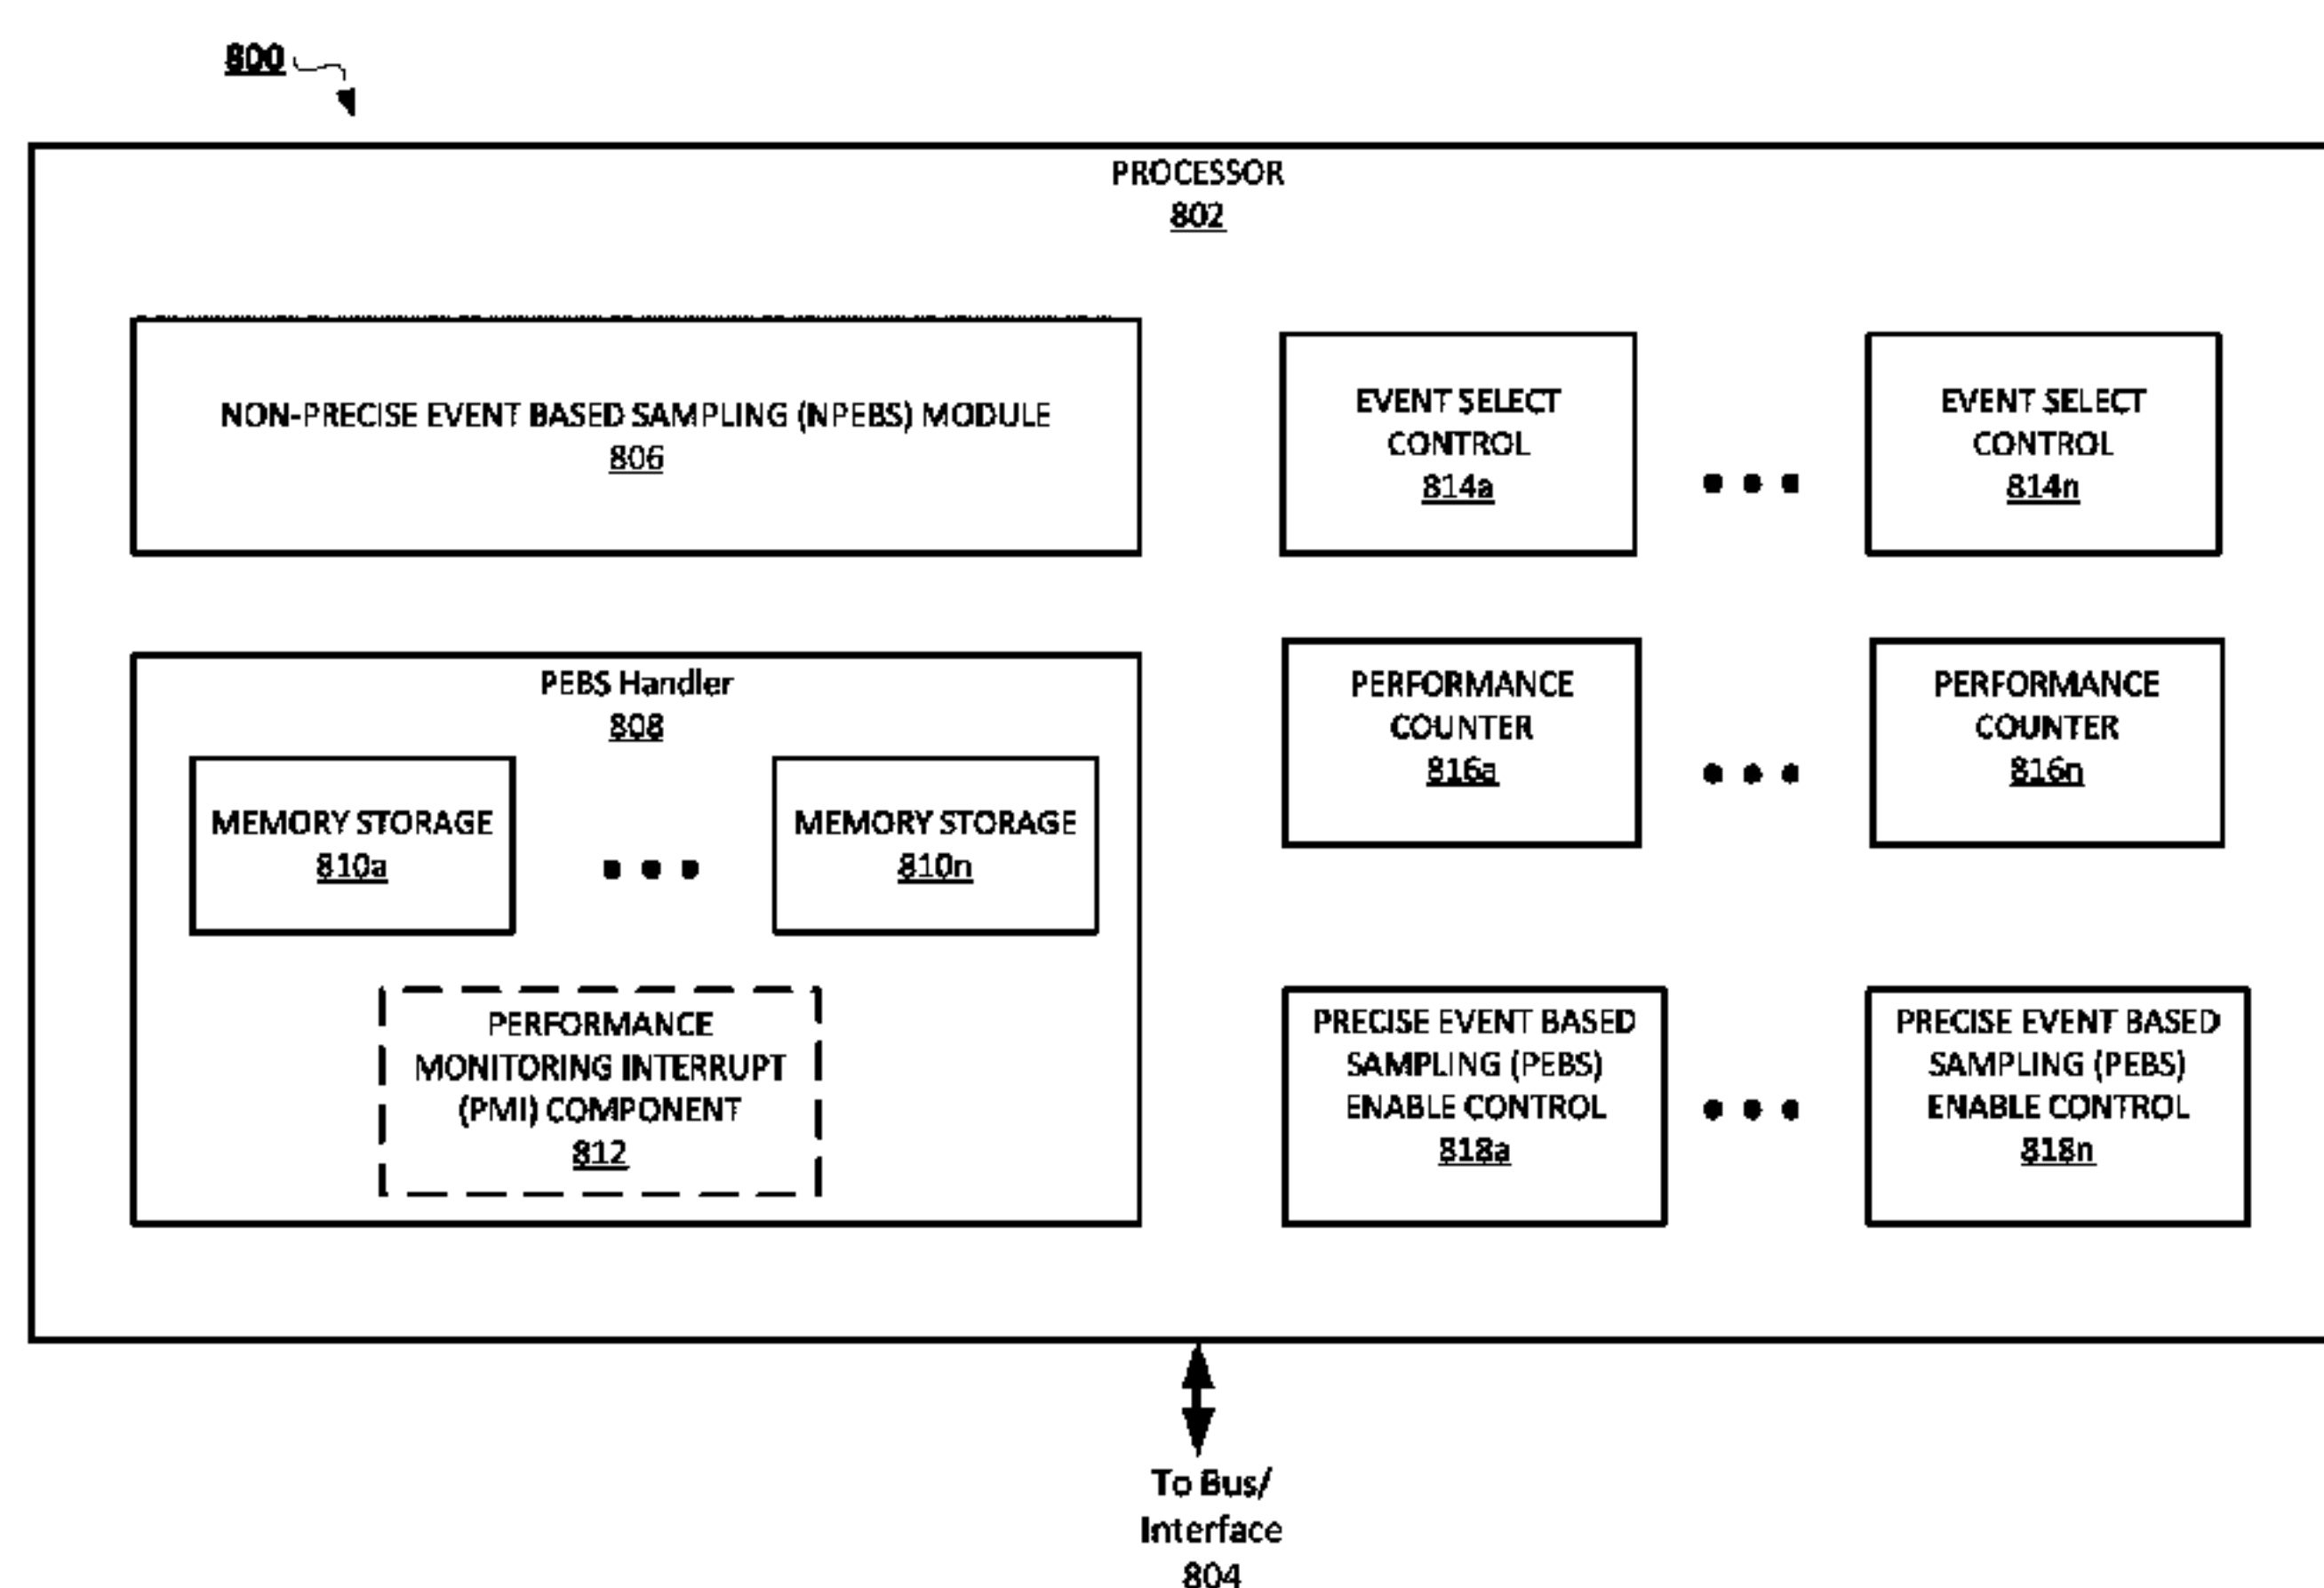 800
PROCESSOR
802
NON-PRECISE EVENT BASED SAMPLING (NPEBS) MODULE
806
EVENT SELECT
CONTROL
814a
EVENT SELECT
CONTROL
814n
PEBS Handler
808
MEMORY STORAGE
810a
MEMORY STORAGE
810n
PERFORMANCE
MONITORING INTERRUPT
(PMI) COMPONENT
812
PERFORMANCE
COUNTER
816a
PERFORMANCE
COUNTER
816n
PRECISE EVENT BASED
SAMPLING (PEBS)
ENABLE CONTROL
818a
PRECISE EVENT BASED
SAMPLING (PEBS)
ENABLE CONTROL
818n
To Bus/
Interface
804